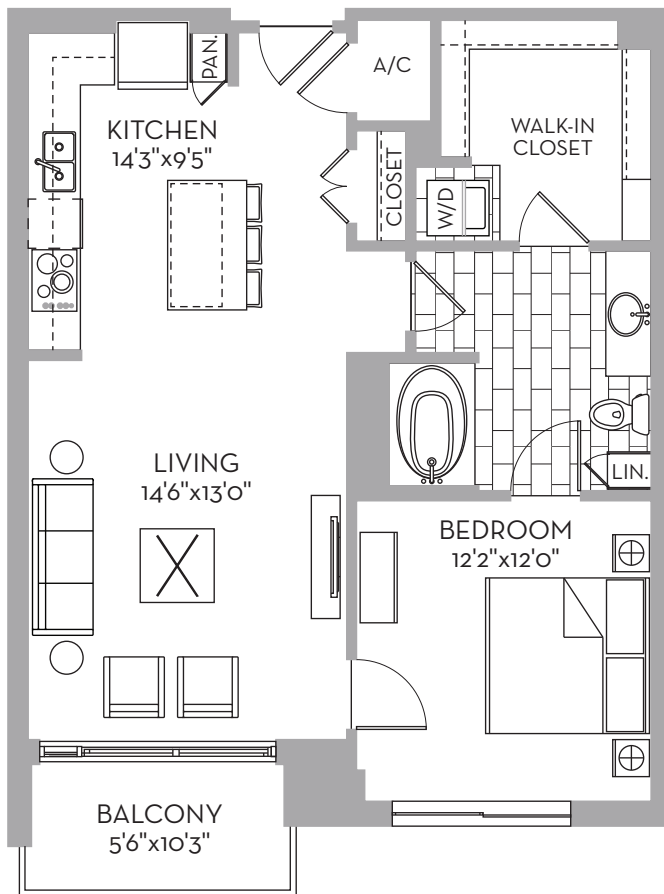 PAN.
A/C
KITCHEN
14'3"x9'5"
WALK-IN
CLOSET
CLOSET
W/D
LIVING
14'6"x13'0"
LIN.
BEDROOM
12'2"x12'0"
BALCONY
5'6"x10'3"